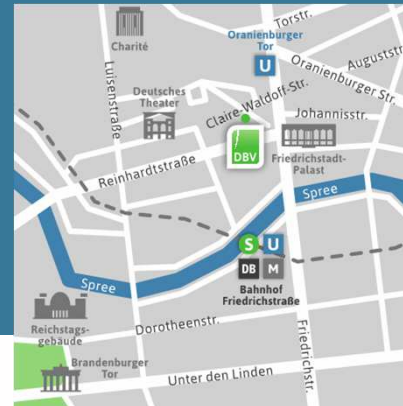 Torstr.
Charité
Oranienburger
Tor
U
Auguststr
Luisenstraße
Oranienburger Str.
Deutsches
Theater
Claire-Waldoff-Str.
Johannisstr.
DBV
Friedrichstadt-
Palast
Reinhardtstraße
Spree
S U
DB M
Bahnhof
Friedrichstraße
Spree
Reichstags-
gebäude
Dorotheenstr.
Friedrichstr.
Brandenburger
Tor
Unter den Linden